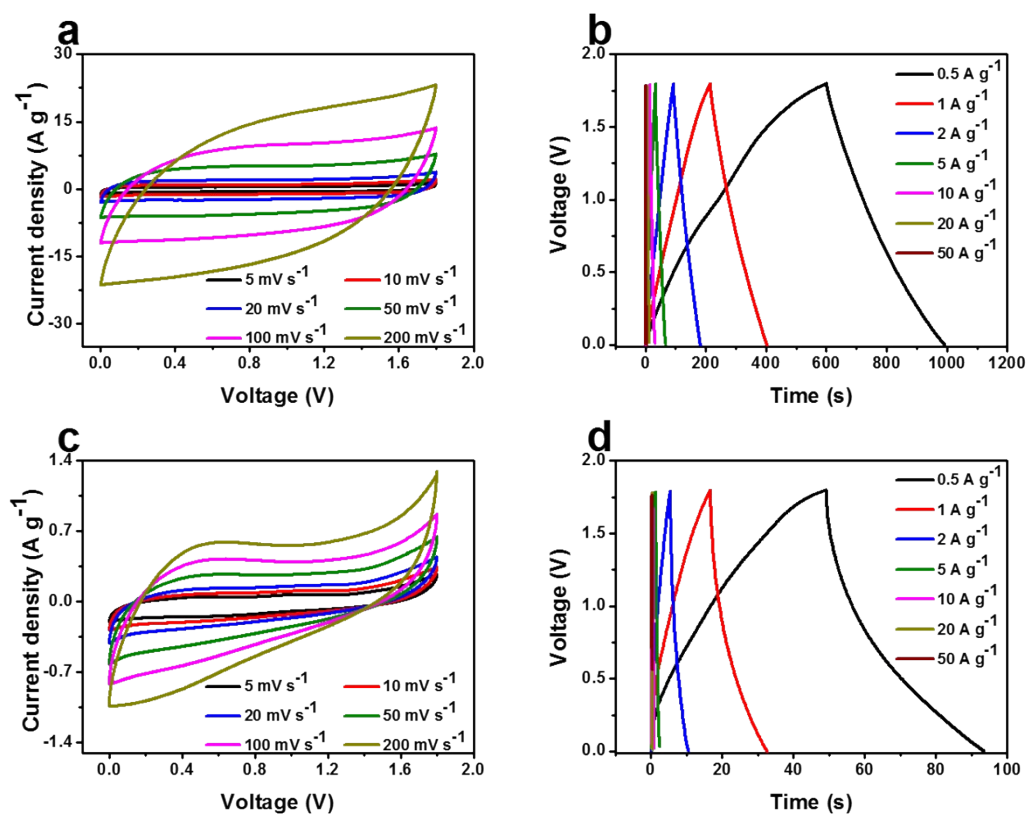 a
30
15
0
-15
-30
Current density (A g⁻¹)
5 mV s⁻¹ 10 mV s⁻¹
20 mV s⁻¹ 50 mV s⁻¹
100 mV s⁻¹ 200 mV s⁻¹
0.0 0.4 0.8 1.2 1.6 2.0
Voltage (V)
b
2.0
1.5
1.0
0.5
0.0
Voltage (V)
0.5 A g⁻¹
1 A g⁻¹
2 A g⁻¹
5 A g⁻¹
10 A g⁻¹
20 A g⁻¹
50 A g⁻¹
0 200 400 600 800 1000 1200
Time (s)
c
1.4
0.7
0.0
-0.7
-1.4
Current density (A g⁻¹)
5 mV s⁻¹ 10 mV s⁻¹
20 mV s⁻¹ 50 mV s⁻¹
100 mV s⁻¹ 200 mV s⁻¹
0.0 0.4 0.8 1.2 1.6 2.0
Voltage (V)
d
2.0
1.5
1.0
0.5
0.0
Voltage (V)
0.5 A g⁻¹
1 A g⁻¹
2 A g⁻¹
5 A g⁻¹
10 A g⁻¹
20 A g⁻¹
50 A g⁻¹
0 20 40 60 80 100
Time (s)